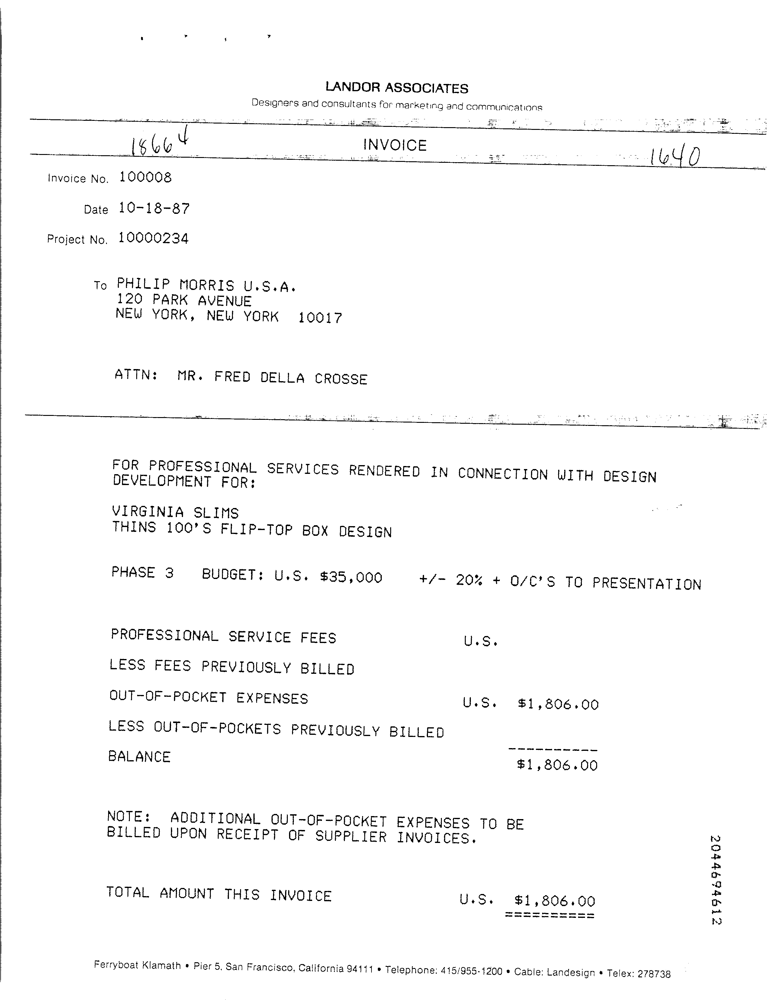 LANDOR ASSOCIATES
Designers and consultants for marketing and communications
18664 INVOICE 1640
Invoice No. 100008
Date 10-18-87
Project No. 10000234
To PHILIP MORRIS U.S.A.
120 PARK AVENUE
NEW YORK, NEW YORK 10017
ATTN: MR. FRED DELLA CROSSE
FOR PROFESSIONAL SERVICES RENDERED IN CONNECTION WITH DESIGN
DEVELOPMENT FOR:
VIRGINIA SLIMS
THINS 100'S FLIP-TOP BOX DESIGN
PHASE 3 BUDGET: U.S. $35,000 +/- 20% + O/C'S TO PRESENTATION
PROFESSIONAL SERVICE FEES U.S.
LESS FEES PREVIOUSLY BILLED
OUT-OF-POCKET EXPENSES U.S. $1,806.00
LESS OUT-OF-POCKETS PREVIOUSLY BILLED
----------
BALANCE $1,806.00
NOTE: ADDITIONAL OUT-OF-POCKET EXPENSES TO BE
BILLED UPON RECEIPT OF SUPPLIER INVOICES.
TOTAL AMOUNT THIS INVOICE U.S. $1,806.00
==========
2044694612
Ferryboat Klamath • Pier 5, San Francisco, California 94111 • Telephone: 415/955-1200 • Cable: Landesign • Telex: 278738